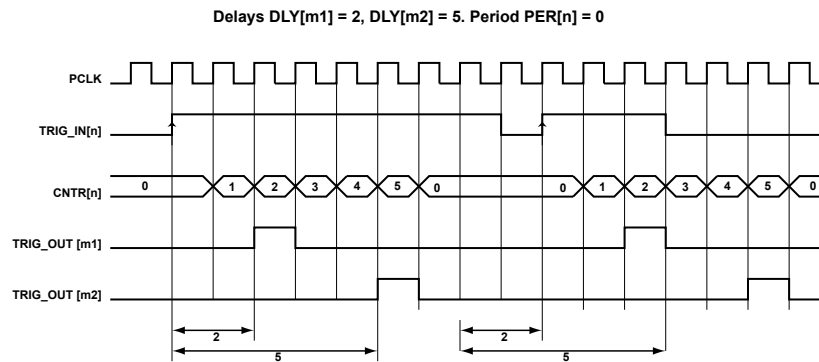 Delays DLY[m1] = 2, DLY[m2] = 5. Period PER[n] = 0
PCLK
TRIG_IN[n]
CNTR[n]
0 1 2 3 4 5 0 0 1 2 3 4 5 0
TRIG_OUT [m1]
TRIG_OUT [m2]
2 2
5 5